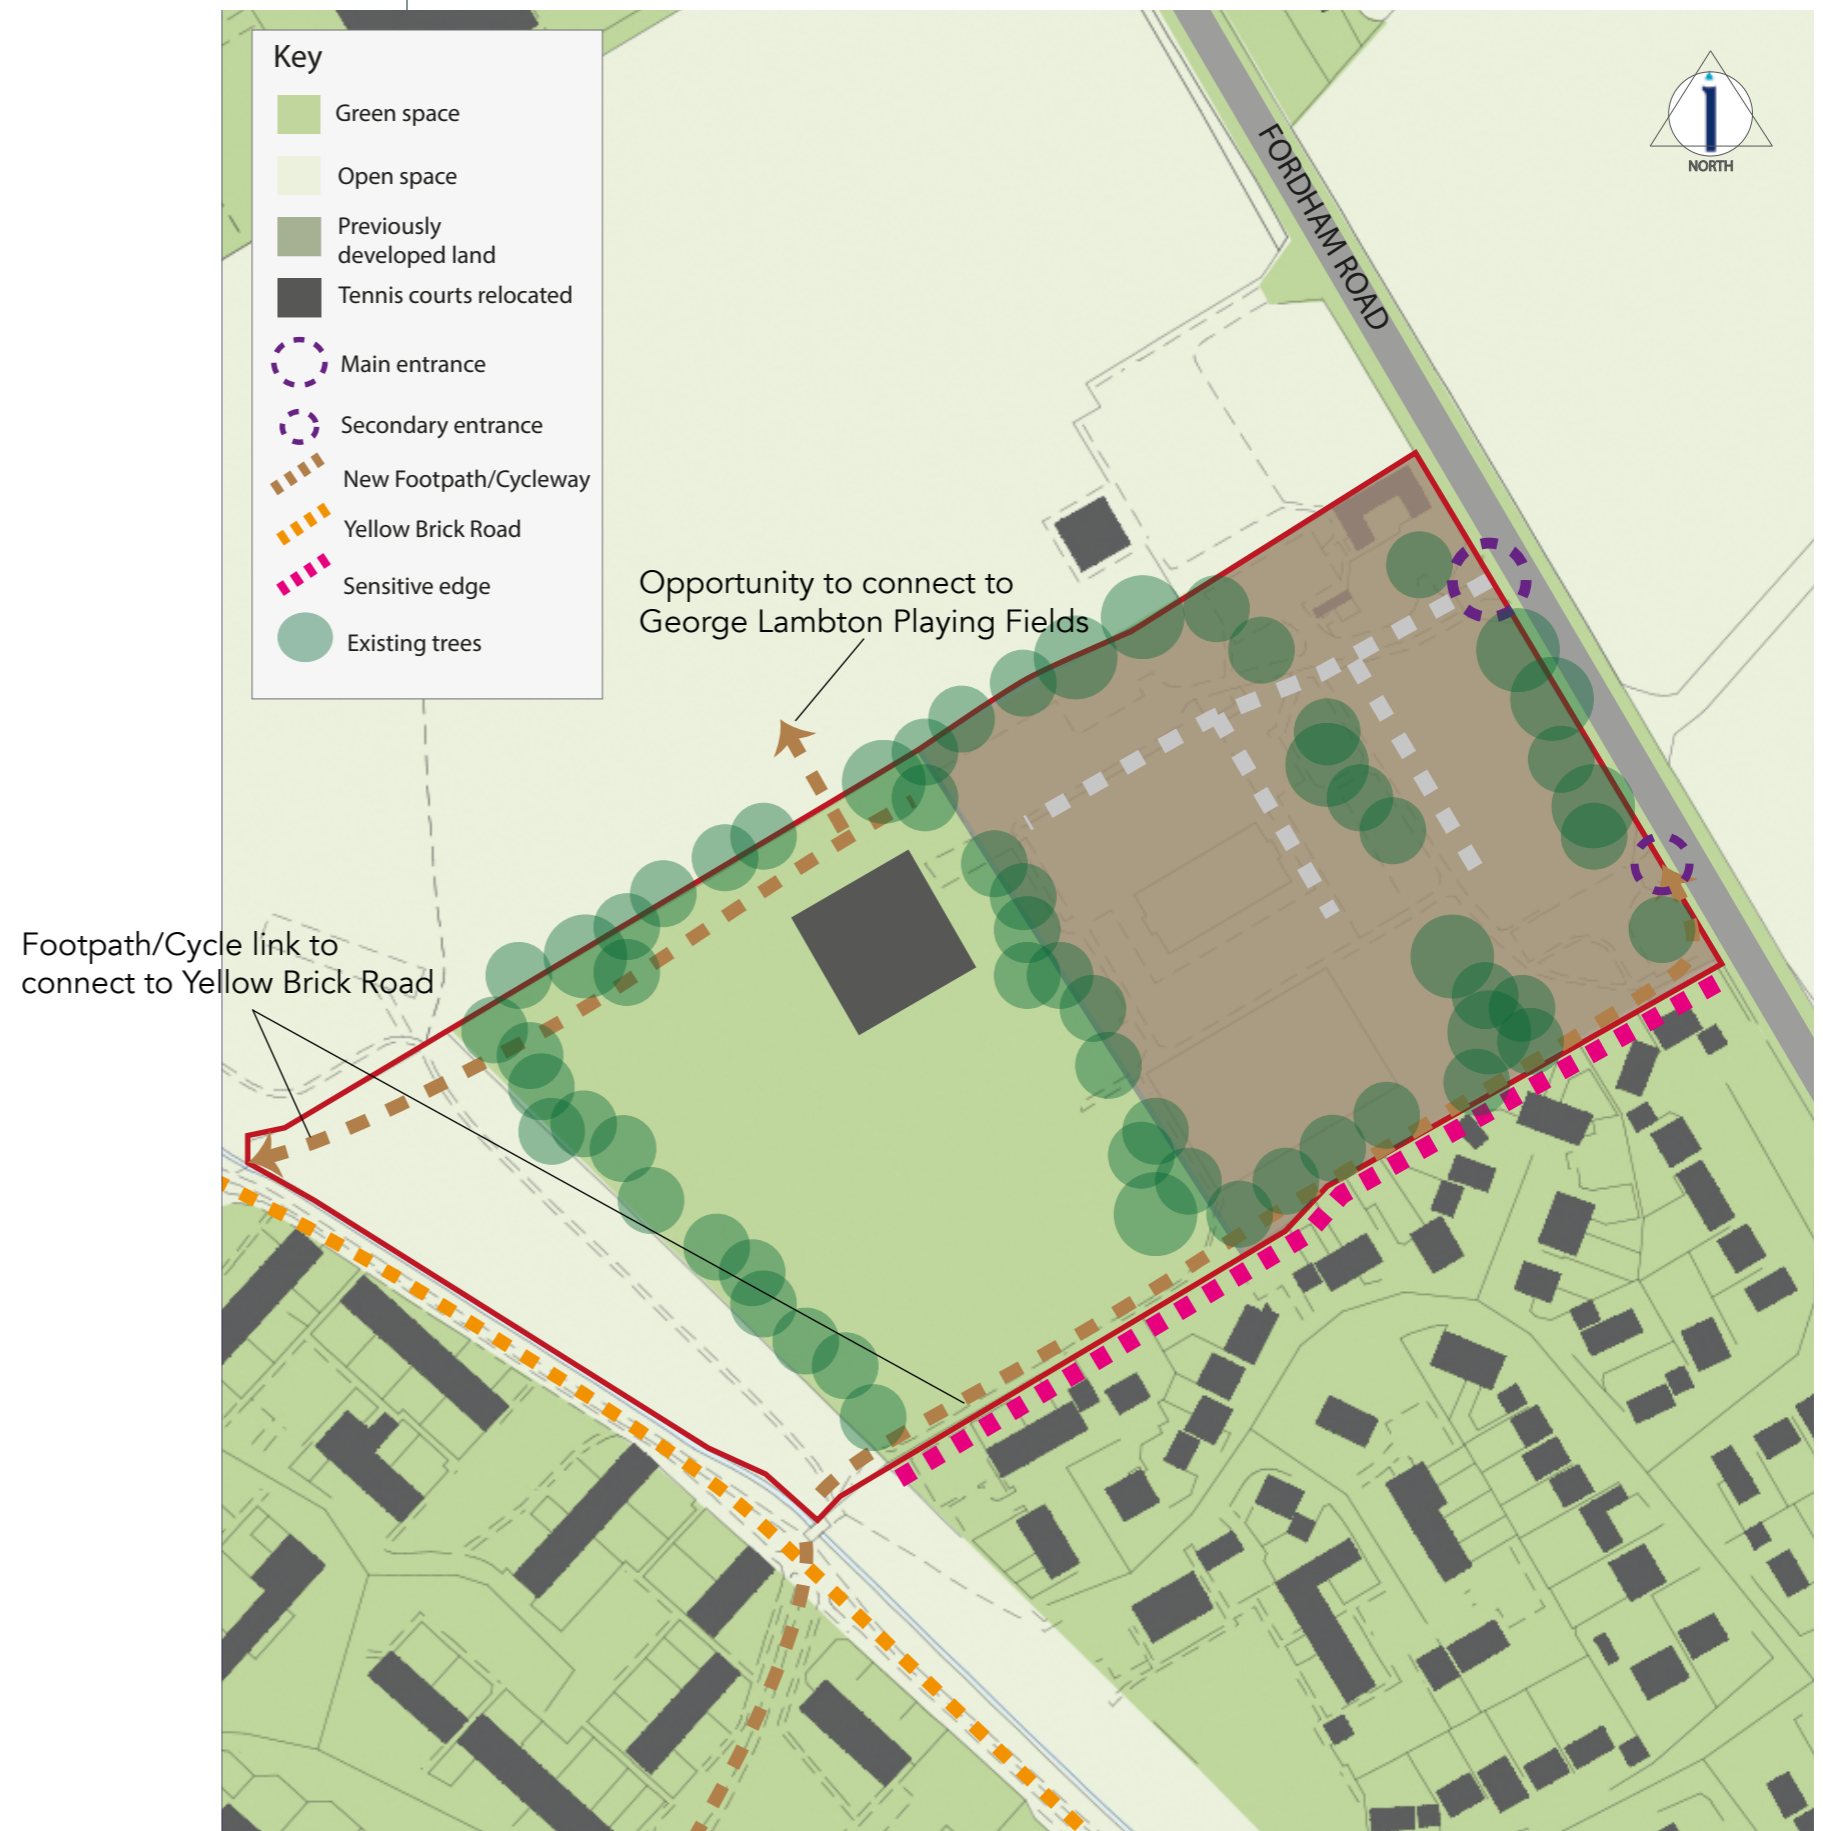 Key
Green space
Open space
Previously
developed land
Tennis courts relocated
Main entrance
Secondary entrance
New Footpath/Cycleway
Yellow Brick Road
Sensitive edge
Existing trees
FORDHAM ROAD
i
NORTH
Opportunity to connect to
George Lambton Playing Fields
Footpath/Cycle link to
connect to Yellow Brick Road